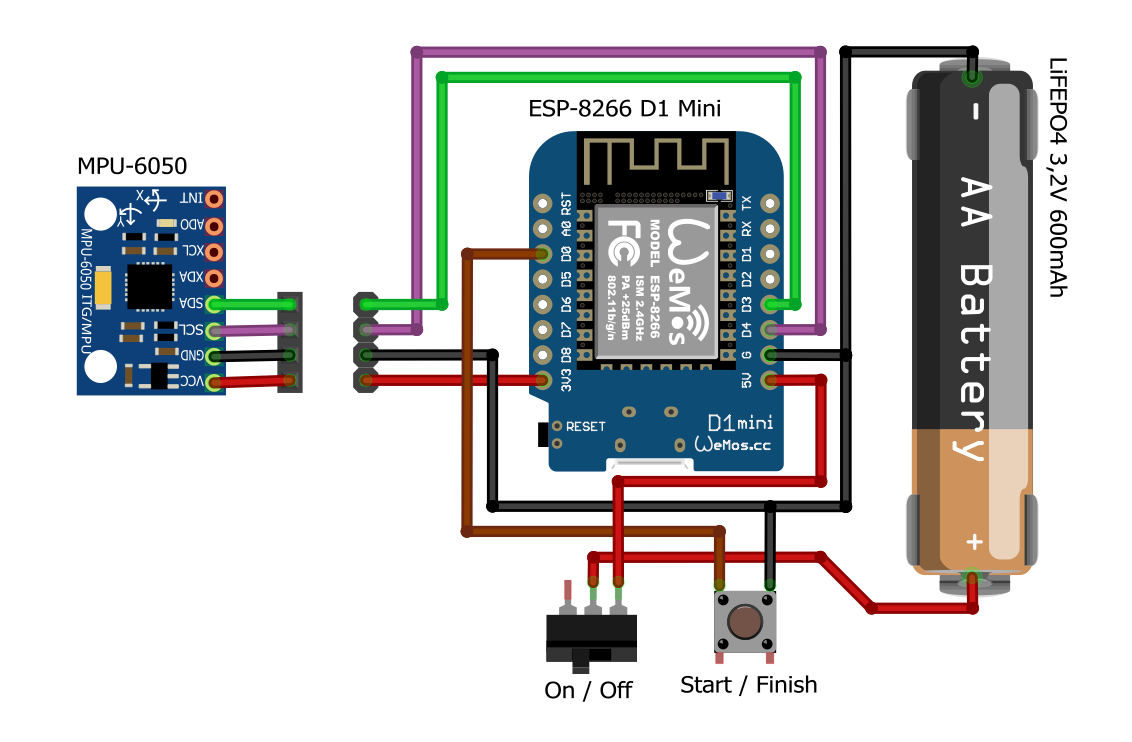 ESP-8266 D1 Mini
MPU-6050
INT
ADO
XCL
XDA
SDA
SCL
GND
VCC
X
Y
MPU-6050 ITG/MPU
RST
A0
D0
D5
D6
D7
D8
3V3
TX
RX
D1
D2
D3
D4
G
5V
WeMos
MODEL ESP-8266
ISM 2.4GHz
PA +25dBm
802.11b/g/n
FC
RESET
D1mini
WeMos.cc
-
AA Battery
+
LiFEPO4 3,2V 600mAh
On / Off
Start / Finish